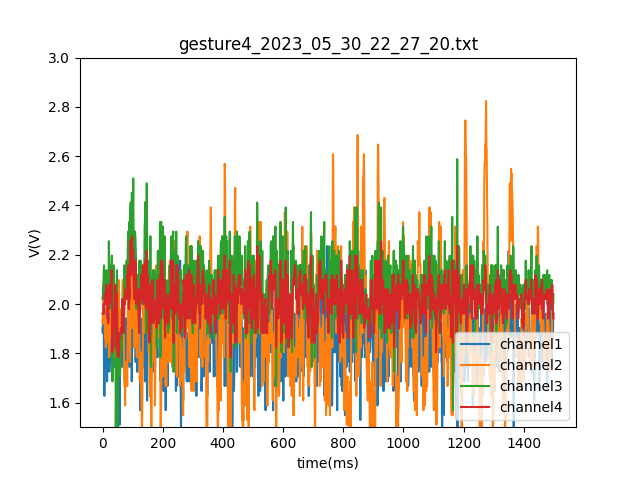 gesture4_2023_05_30_22_27_20.txt
3.0
2.8
2.6
2.4
2.2
2.0
1.8
1.6
V(V)
channel1
channel2
channel3
channel4
0 200 400 600 800 1000 1200 1400
time(ms)